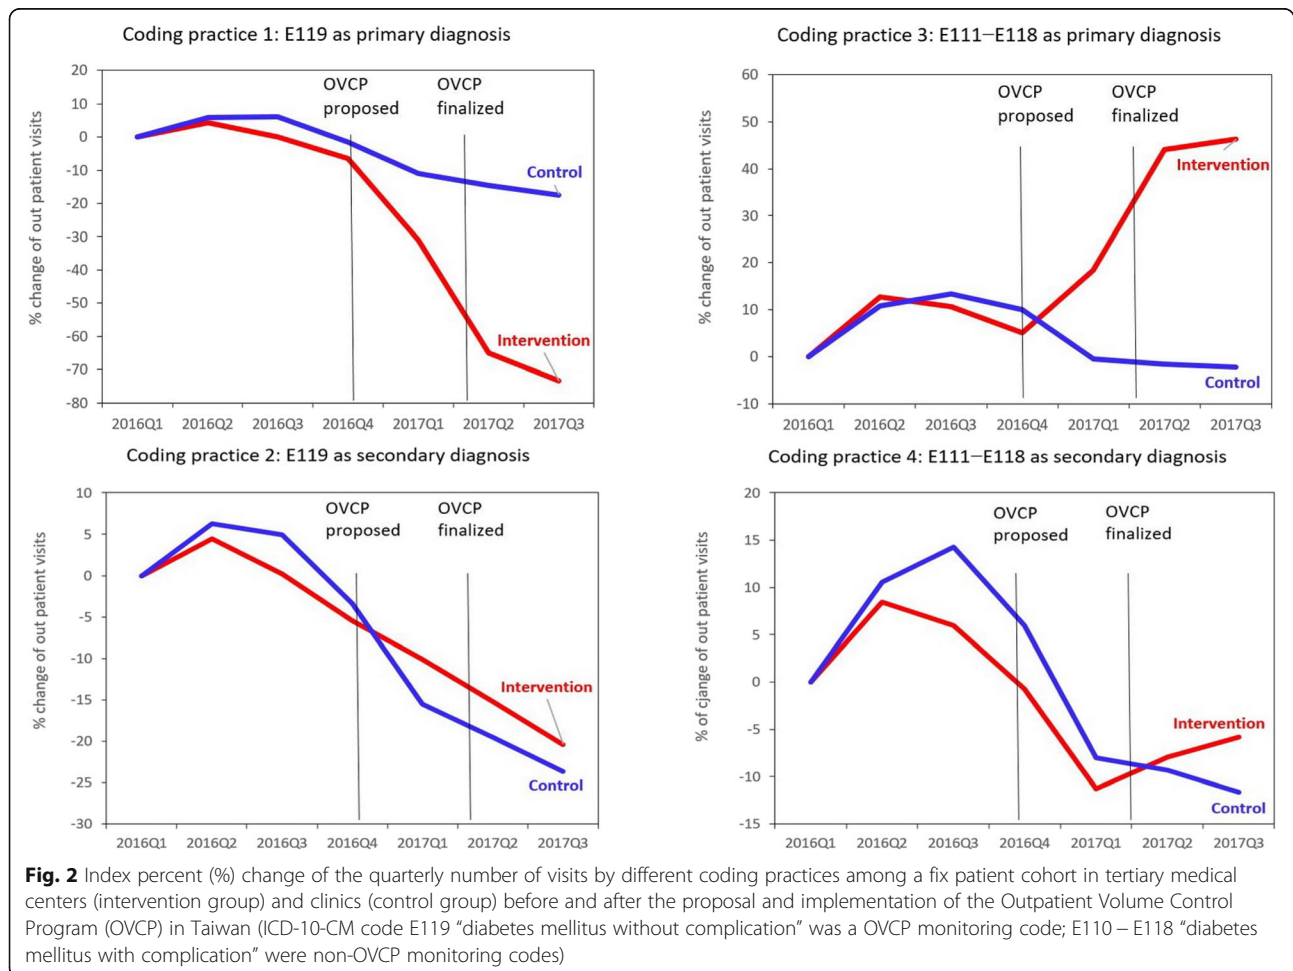 Coding practice 1: E119 as primary diagnosis
% change of out patient visits
20
10
0
-10
-20
-30
-40
-50
-60
-70
-80
OVCP
proposed
OVCP
finalized
Control
Intervention
2016Q1 2016Q2 2016Q3 2016Q4 2017Q1 2017Q2 2017Q3
Coding practice 3: E111−E118 as primary diagnosis
% change of out patient visits
60
50
40
30
20
10
0
-10
OVCP
proposed
OVCP
finalized
Intervention
Control
2016Q1 2016Q2 2016Q3 2016Q4 2017Q1 2017Q2 2017Q3
Coding practice 2: E119 as secondary diagnosis
% change of out patient visits
10
5
0
-5
-10
-15
-20
-25
-30
OVCP
proposed
OVCP
finalized
Intervention
Control
2016Q1 2016Q2 2016Q3 2016Q4 2017Q1 2017Q2 2017Q3
Coding practice 4: E111−E118 as secondary diagnosis
% of cjange of out patient visits
20
15
10
5
0
-5
-10
-15
OVCP
proposed
OVCP
finalized
Intervention
Control
2016Q1 2016Q2 2016Q3 2016Q4 2017Q1 2017Q2 2017Q3
Fig. 2 Index percent (%) change of the quarterly number of visits by different coding practices among a fix patient cohort in tertiary medical
centers (intervention group) and clinics (control group) before and after the proposal and implementation of the Outpatient Volume Control
Program (OVCP) in Taiwan (ICD-10-CM code E119 “diabetes mellitus without complication” was a OVCP monitoring code; E110 − E118 “diabetes
mellitus with complication” were non-OVCP monitoring codes)